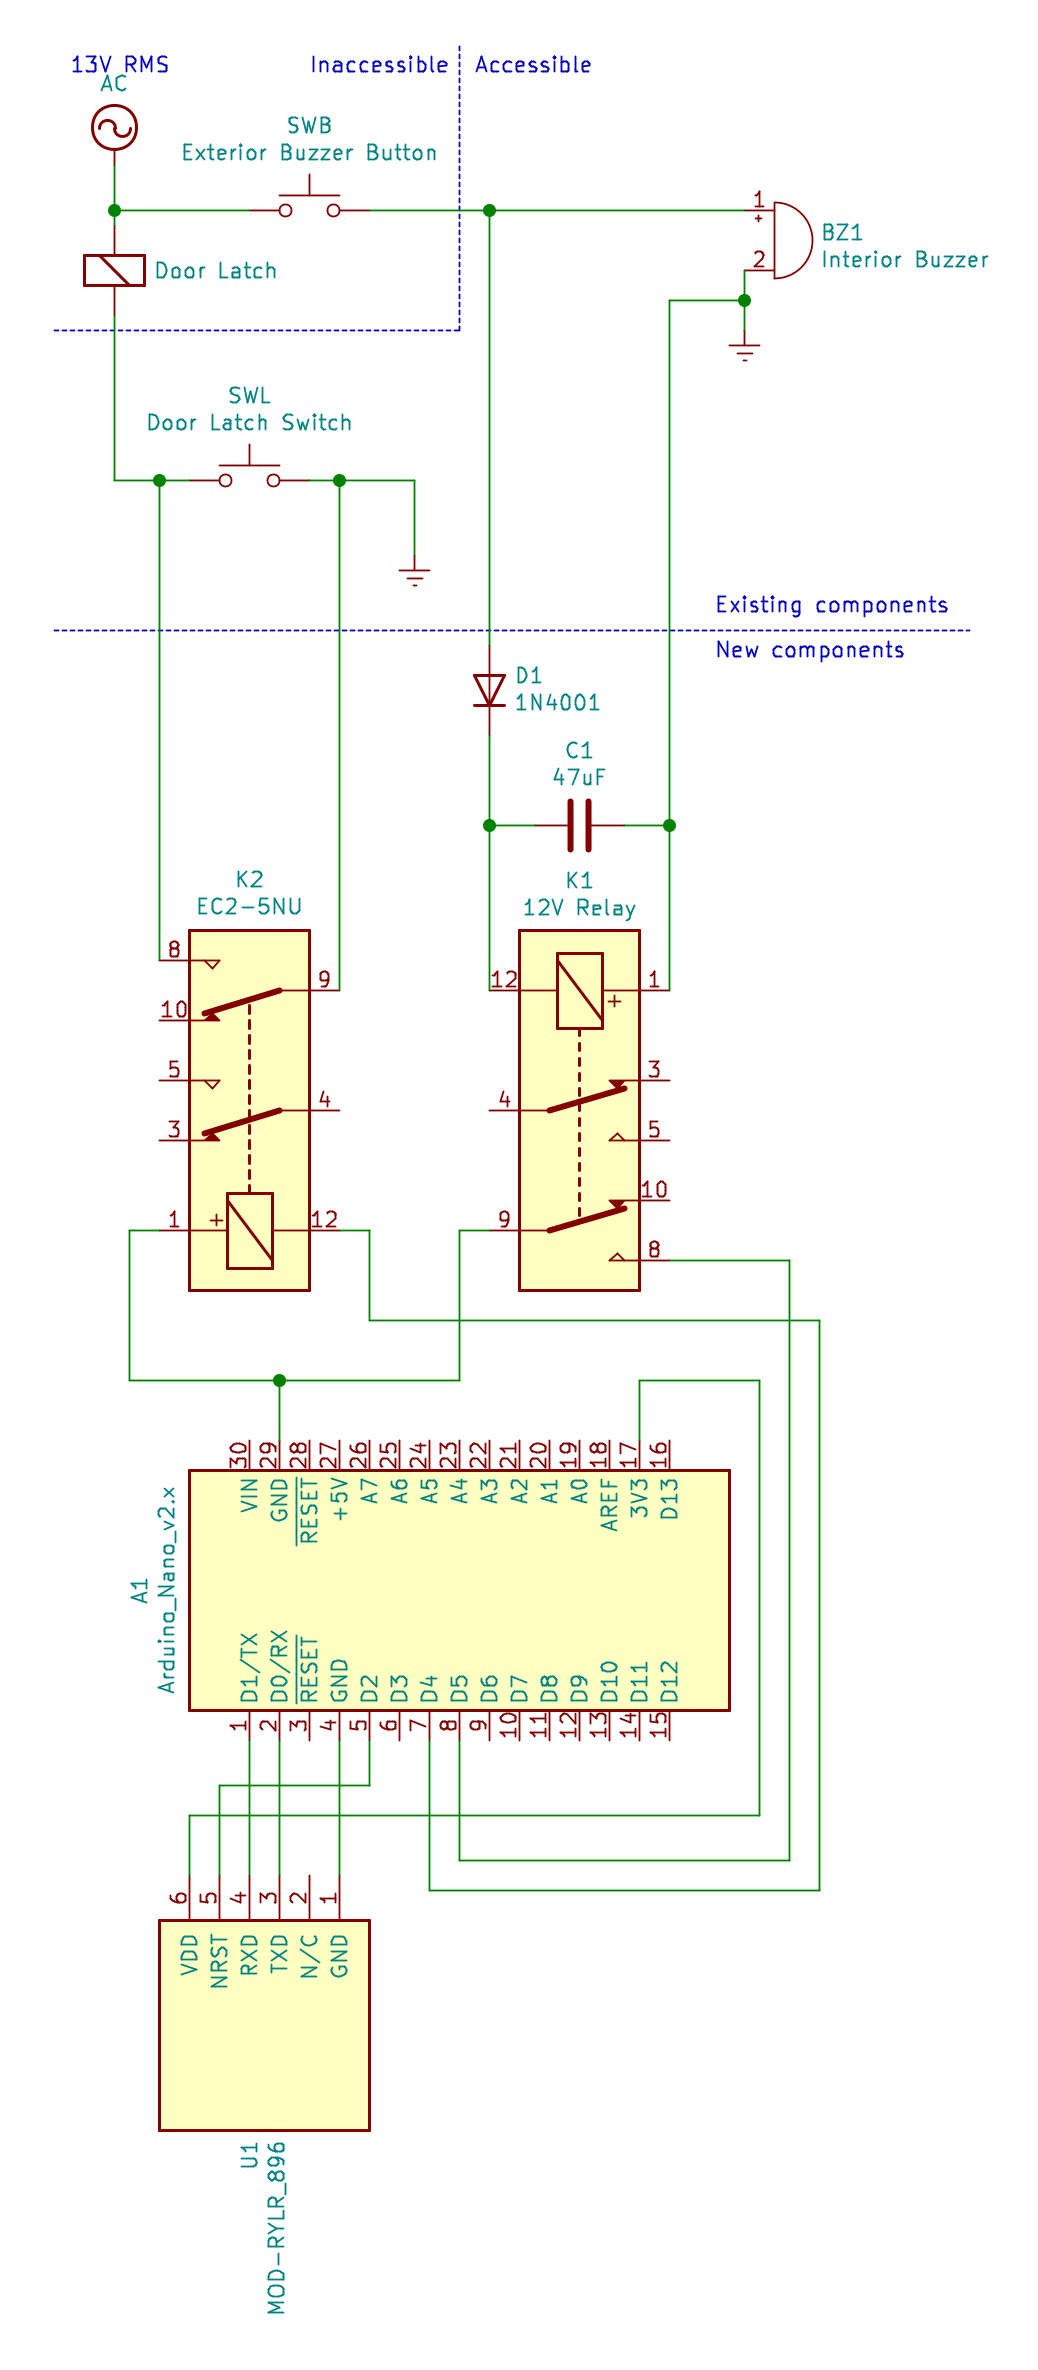 13V RMS
AC
Inaccessible
Accessible
SWB
Exterior Buzzer Button
1
+
2
BZ1
Interior Buzzer
Door Latch
SWL
Door Latch Switch
Existing components
New components
D1
1N4001
C1
47uF
K2
EC2-5NU
K1
12V Relay
8
9
10
5
4
3
1
+
12
12
1
+
3
4
5
10
9
8
30
29
28
27
26
25
24
23
22
21
20
19
18
17
16
VIN
GND
RESET
+5V
A7
A6
A5
A4
A3
A2
A1
A0
AREF
3V3
D13
A1
Arduino_Nano_v2.x
D1/TX
D0/RX
RESET
GND
D2
D3
D4
D5
D6
D7
D8
D9
D10
D11
D12
1
2
3
4
5
6
7
8
9
10
11
12
13
14
15
6
5
4
3
2
1
VDD
NRST
RXD
TXD
N/C
GND
U1
MOD-RYLR_896